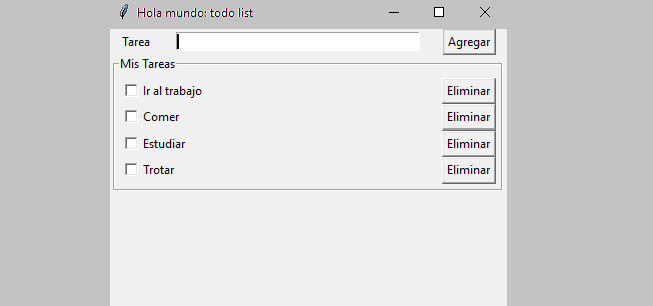 Hola mundo: todo list
Tarea Agregar
Mis Tareas
Ir al trabajo Eliminar
Comer Eliminar
Estudiar Eliminar
Trotar Eliminar